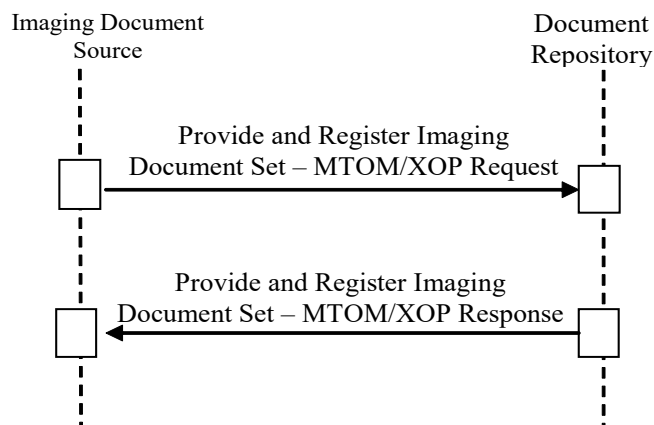 Imaging Document
Source
Document
Repository
Provide and Register Imaging
Document Set – MTOM/XOP Request
Provide and Register Imaging
Document Set – MTOM/XOP Response